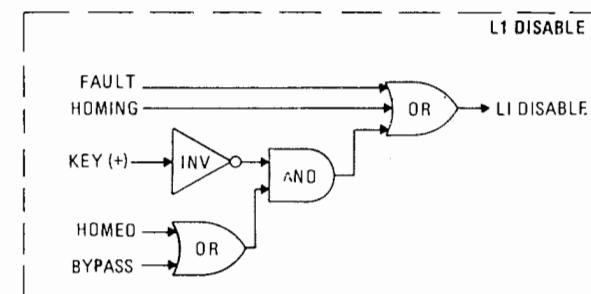 L1 DISABLE
FAULT
HOMING
OR
LI DISABLE
KEY (+)
INV
AND
HOMED
OR
BYPASS